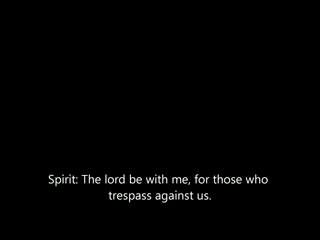 Spirit: The lord be with me, for those who
trespass against us.